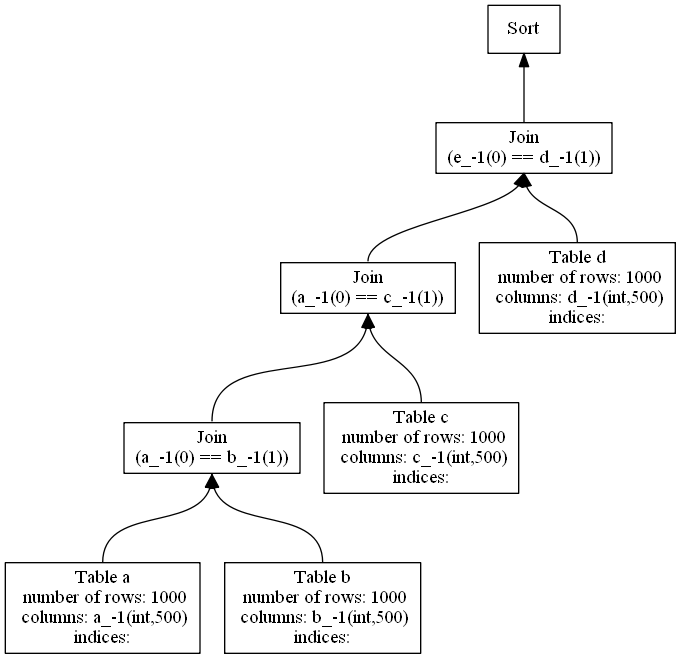 Sort
Join
(e_-1(0) == d_-1(1))
Join
(a_-1(0) == c_-1(1))
Table d
number of rows: 1000
columns: d_-1(int,500)
indices:
Join
(a_-1(0) == b_-1(1))
Table c
number of rows: 1000
columns: c_-1(int,500)
indices:
Table a
number of rows: 1000
columns: a_-1(int,500)
indices:
Table b
number of rows: 1000
columns: b_-1(int,500)
indices: